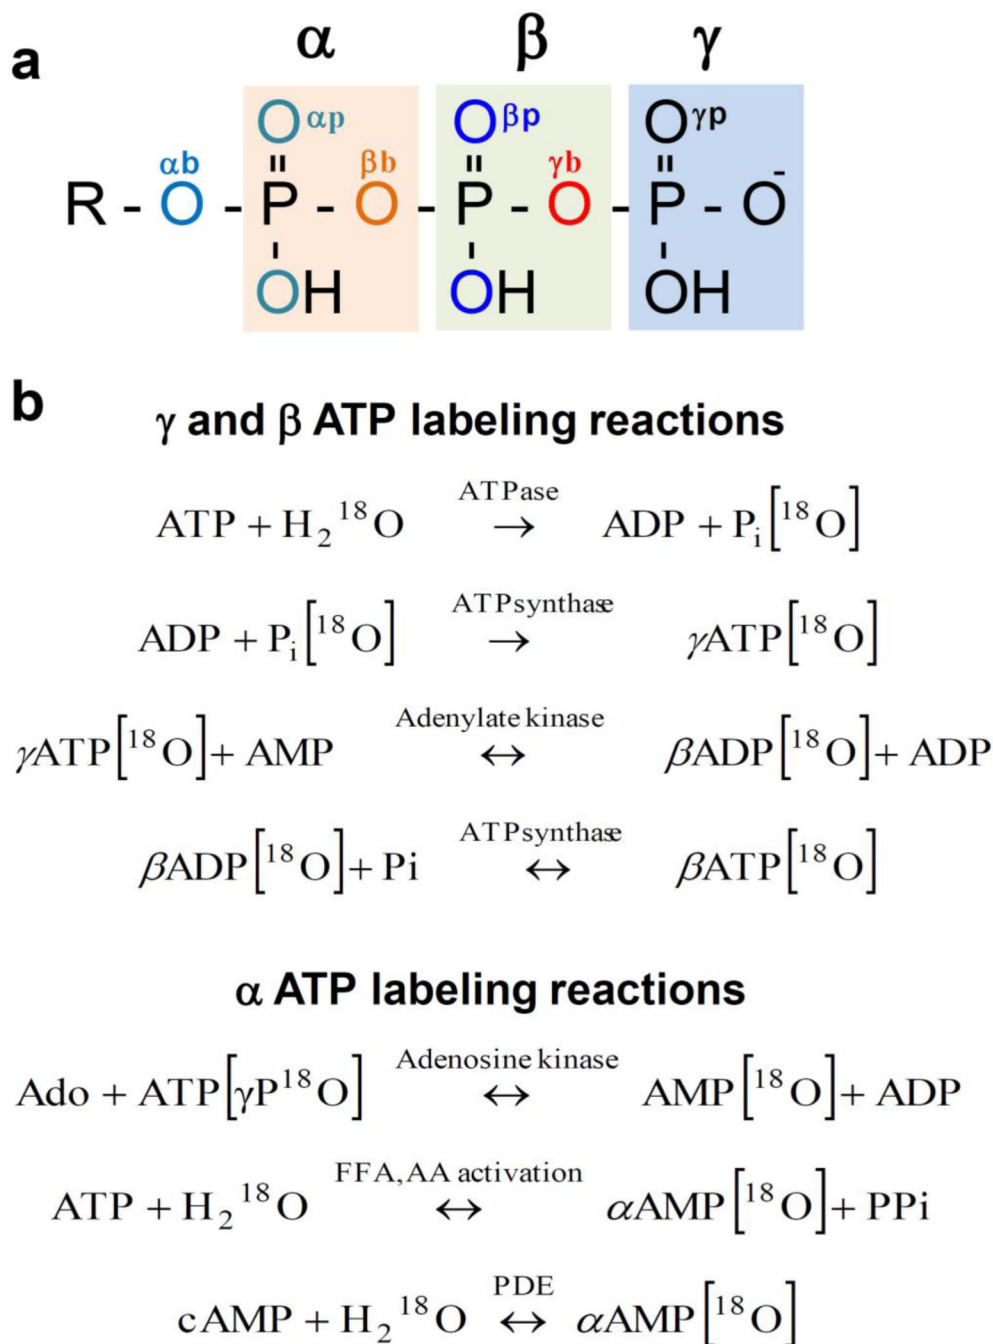 a
α β γ
O αp O βp O γp
αb βb γb
R - O - P - O - P - O - P - O⁻
OH OH OH
b
γ and β ATP labeling reactions
ATPase
ATP + H₂ ¹⁸O → ADP + Pᵢ[¹⁸O]
ATPsynthase
ADP + Pᵢ[¹⁸O] → γATP[¹⁸O]
Adenylate kinase
γATP[¹⁸O]+ AMP ↔ βADP[¹⁸O]+ ADP
ATPsynthase
βADP[¹⁸O]+ Pi ↔ βATP[¹⁸O]
α ATP labeling reactions
Adenosine kinase
Ado + ATP[γP¹⁸O] ↔ AMP[¹⁸O]+ ADP
FFA, AA activation
ATP + H₂ ¹⁸O ↔ αAMP[¹⁸O]+ PPi
PDE
cAMP + H₂ ¹⁸O ↔ αAMP[¹⁸O]